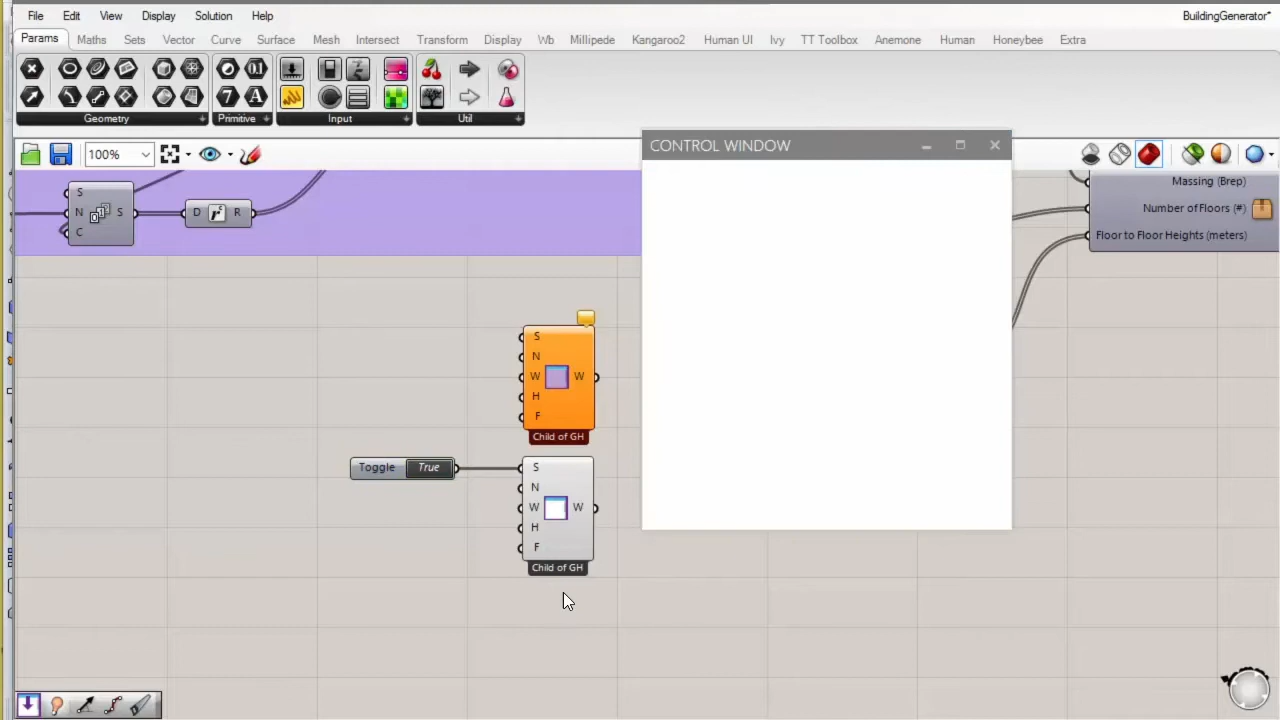 File Edit View Display Solution Help BuildingGenerator*
Params Maths Sets Vector Curve Surface Mesh Intersect Transform Display Wb Millipede Kangaroo2 Human UI Ivy TT Toolbox Anemone Human Honeybee Extra
Geometry Primitive Input Util
100%
CONTROL WINDOW
S
N S
C
D R
Massing (Brep)
Number of Floors (#)
Floor to Floor Heights (meters)
S
N
W W
H
F
Child of GH
Toggle True
S
N
W W
H
F
Child of GH